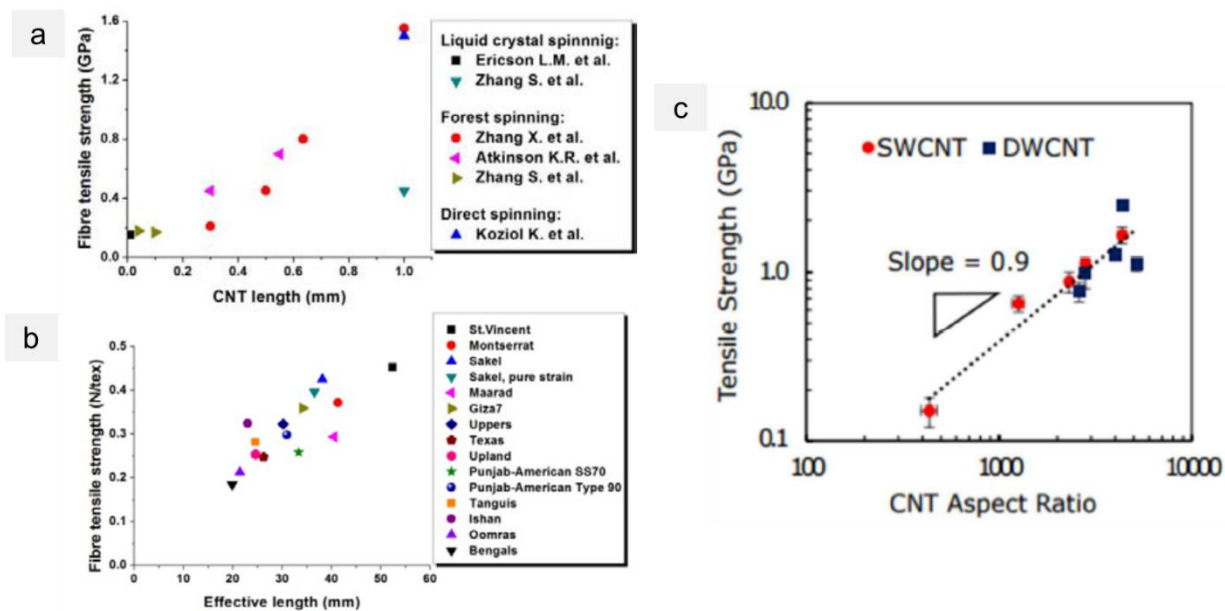 a
1.6
1.2
0.8
0.4
0.0
Fibre tensile strength (GPa)
0.0 0.2 0.4 0.6 0.8 1.0
CNT length (mm)
Liquid crystal spinnnig:
Ericson L.M. et al.
Zhang S. et al.
Forest spinning:
Zhang X. et al.
Atkinson K.R. et al.
Zhang S. et al.
Direct spinning:
Koziol K. et al.
b
0.5
0.4
0.3
0.2
0.1
0.0
Fibre tensile strength (N/tex)
0 10 20 30 40 50 60
Effective length (mm)
St.Vincent
Montserrat
Sakel
Sakel, pure strain
Maarad
Giza7
Uppers
Texas
Upland
Punjab-American SS70
Punjab-American Type 90
Tanguis
Ishan
Oomras
Bengals
c
10.0
1.0
0.1
Tensile Strength (GPa)
SWCNT DWCNT
Slope = 0.9
100 1000 10000
CNT Aspect Ratio